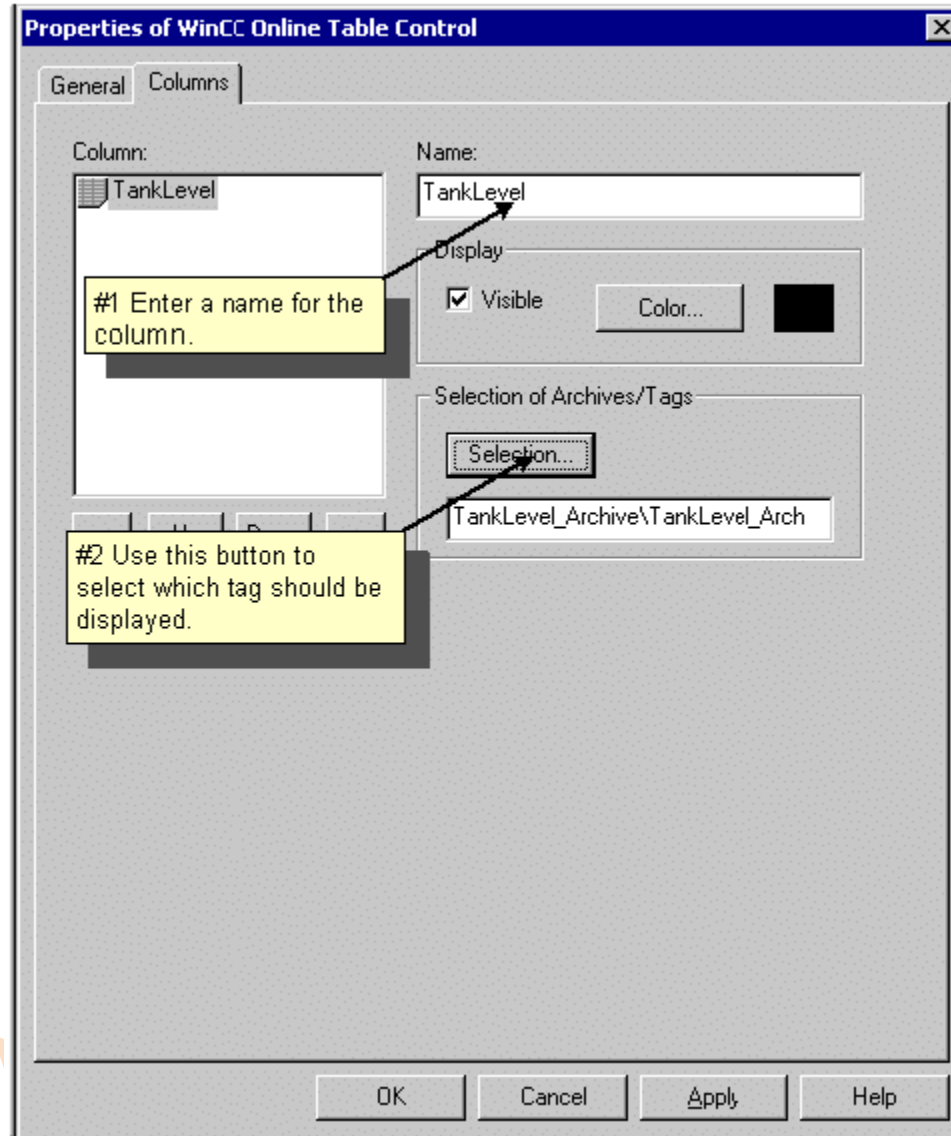 Properties of WinCC Online Table Control
General Columns
Column:
TankLevel
Name:
TankLevel
Display
Visible
Color...
#1 Enter a name for the
column.
Selection of Archives/Tags
Selection...
TankLevel_Archive\TankLevel_Arch
#2 Use this button to
select which tag should be
displayed.
OK Cancel Apply Help